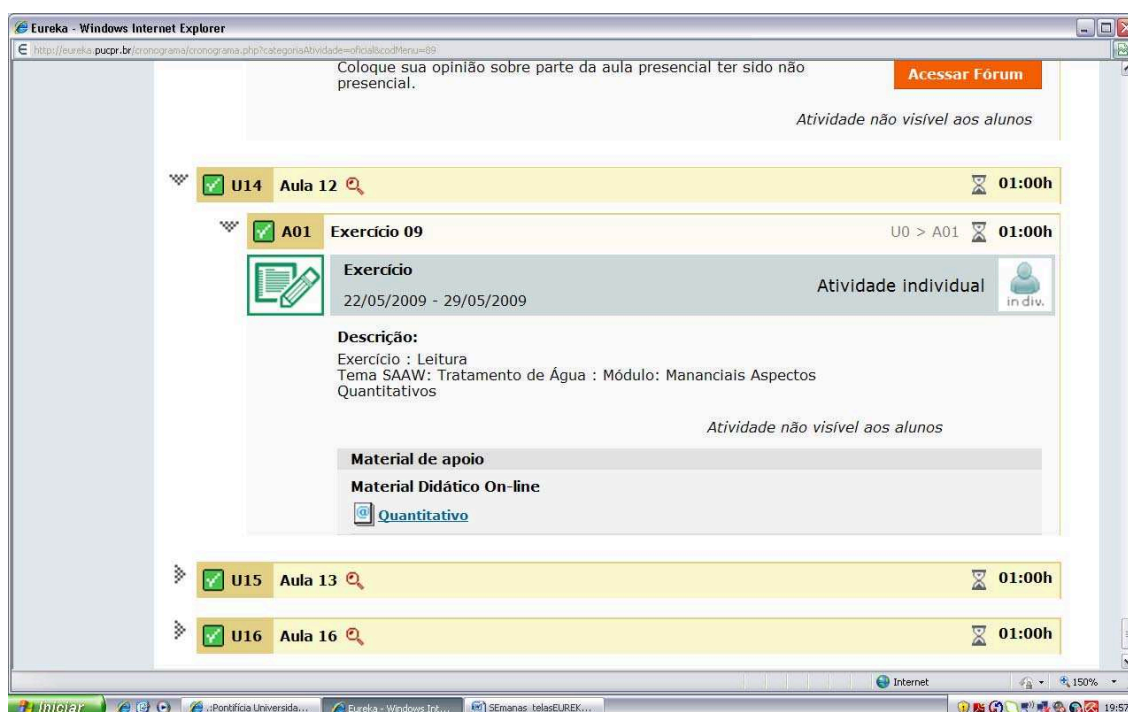 Eureka - Windows Internet Explorer
http://eureka.pucpr.br/cronograma/cronograma.php?categoriaAtividade=oficial&codMenu=89
Coloque sua opinião sobre parte da aula presencial ter sido não
presencial.
Acessar Fórum
Atividade não visível aos alunos
U14 Aula 12 01:00h
A01 Exercício 09 U0 > A01 01:00h
Exercício
22/05/2009 - 29/05/2009
Atividade individual
indiv.
Descrição:
Exercício : Leitura
Tema SAAW: Tratamento de Água : Módulo: Mananciais Aspectos
Quantitativos
Atividade não visível aos alunos
Material de apoio
Material Didático On-line
Quantitativo
U15 Aula 13 01:00h
U16 Aula 16 01:00h
Internet 150%
Iniciar .:Pontifícia Universida... Eureka - Windows Int... SEmanas_telasEUREK... 19:57